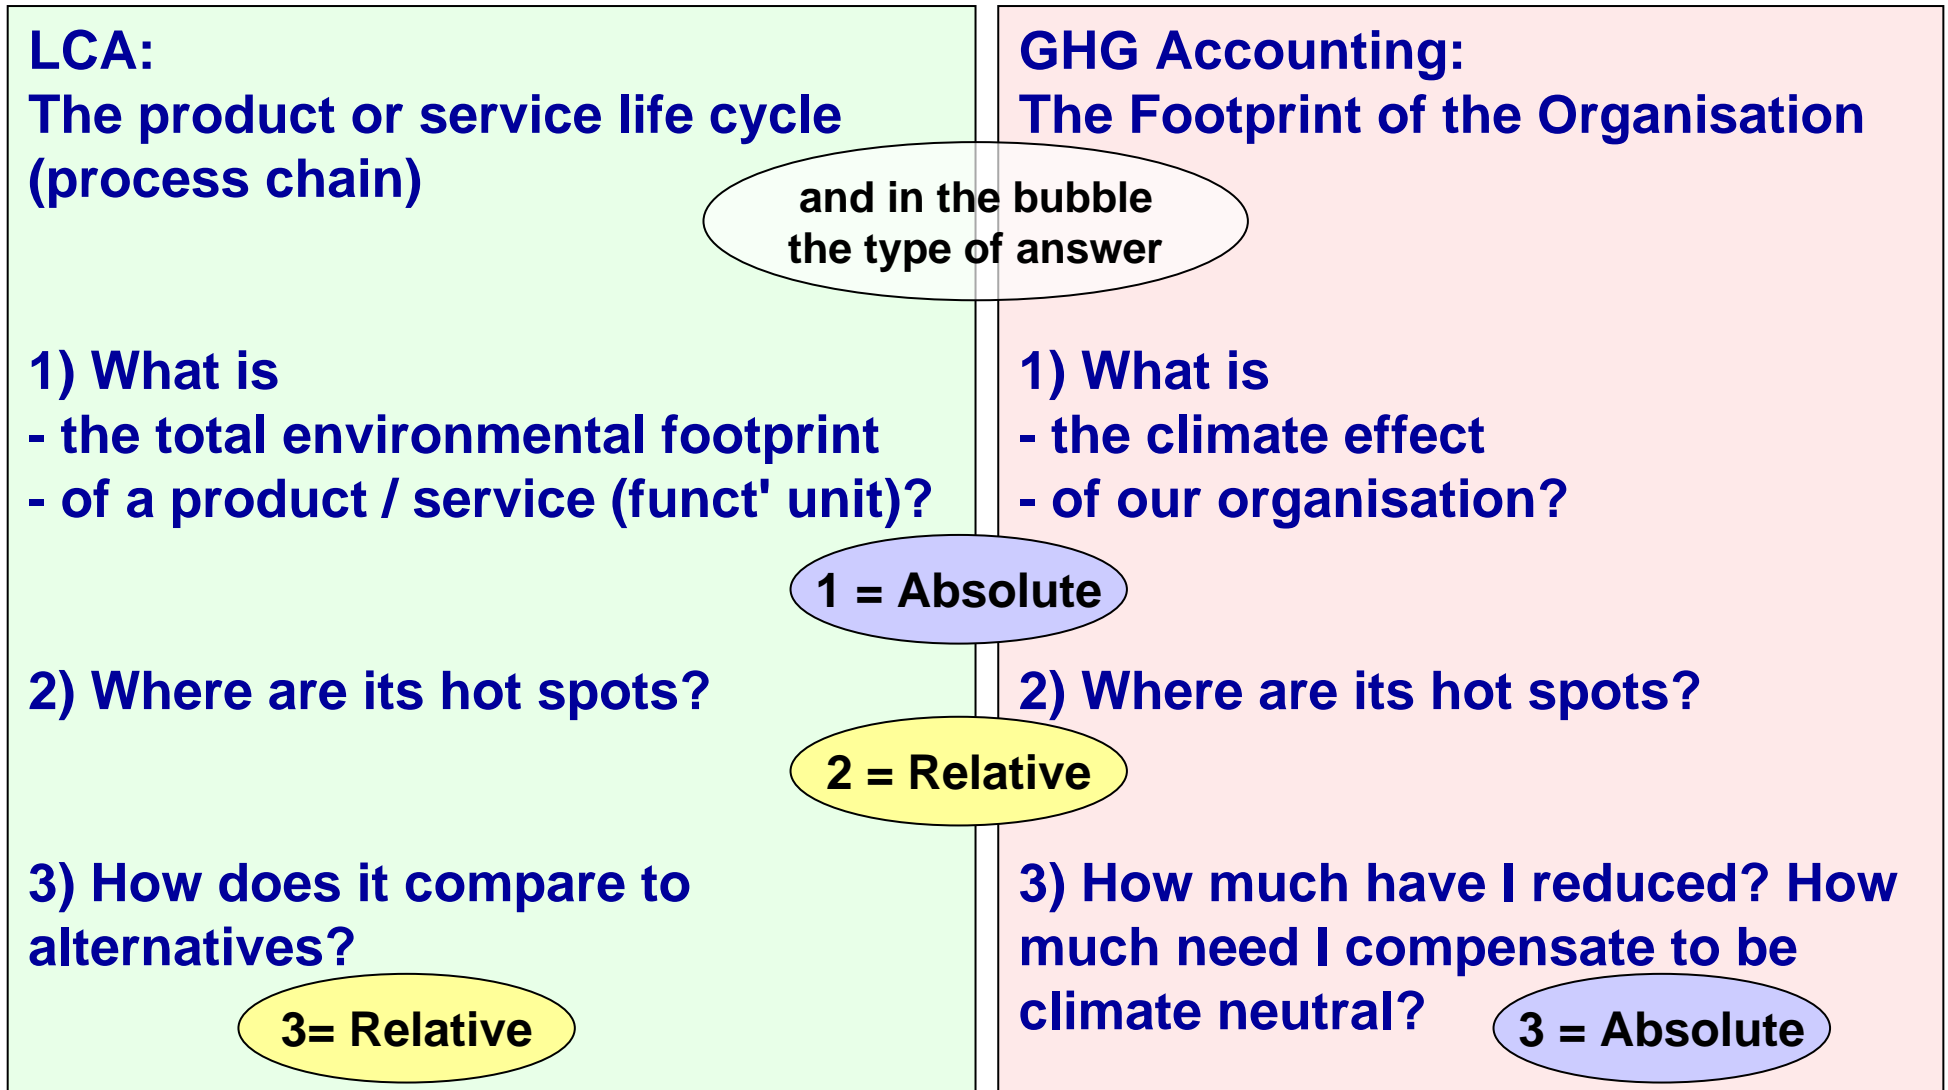 LCA:
The product or service life cycle
(process chain)
GHG Accounting:
The Footprint of the Organisation
and in the bubble
the type of answer
1) What is
- the total environmental footprint
- of a product / service (funct' unit)?
1) What is
- the climate effect
- of our organisation?
1 = Absolute
2) Where are its hot spots?
2) Where are its hot spots?
2 = Relative
3) How does it compare to
alternatives?
3= Relative
3) How much have I reduced? How
much need I compensate to be
climate neutral?
3 = Absolute